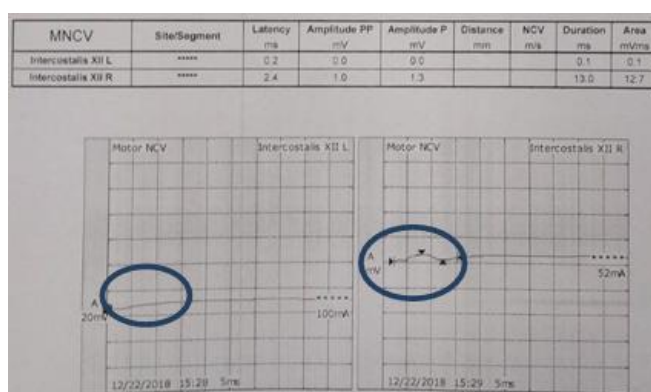 MNCV Site/Segment Latency Amplitude PP Amplitude P Distance NCV Duration Area
ms mV mV mm m/s ms mVms
Intercostalis XII L ***** 0.2 0.0 0.0 0.1 0.1
Intercostalis XII R ***** 2.4 1.0 1.3 13.0 12.7
Motor NCV Intercostalis XII L
A
20mV
100mA
12/22/2018 15:28 5ms
Motor NCV Intercostalis XII R
A
mV
52mA
12/22/2018 15:29 5ms